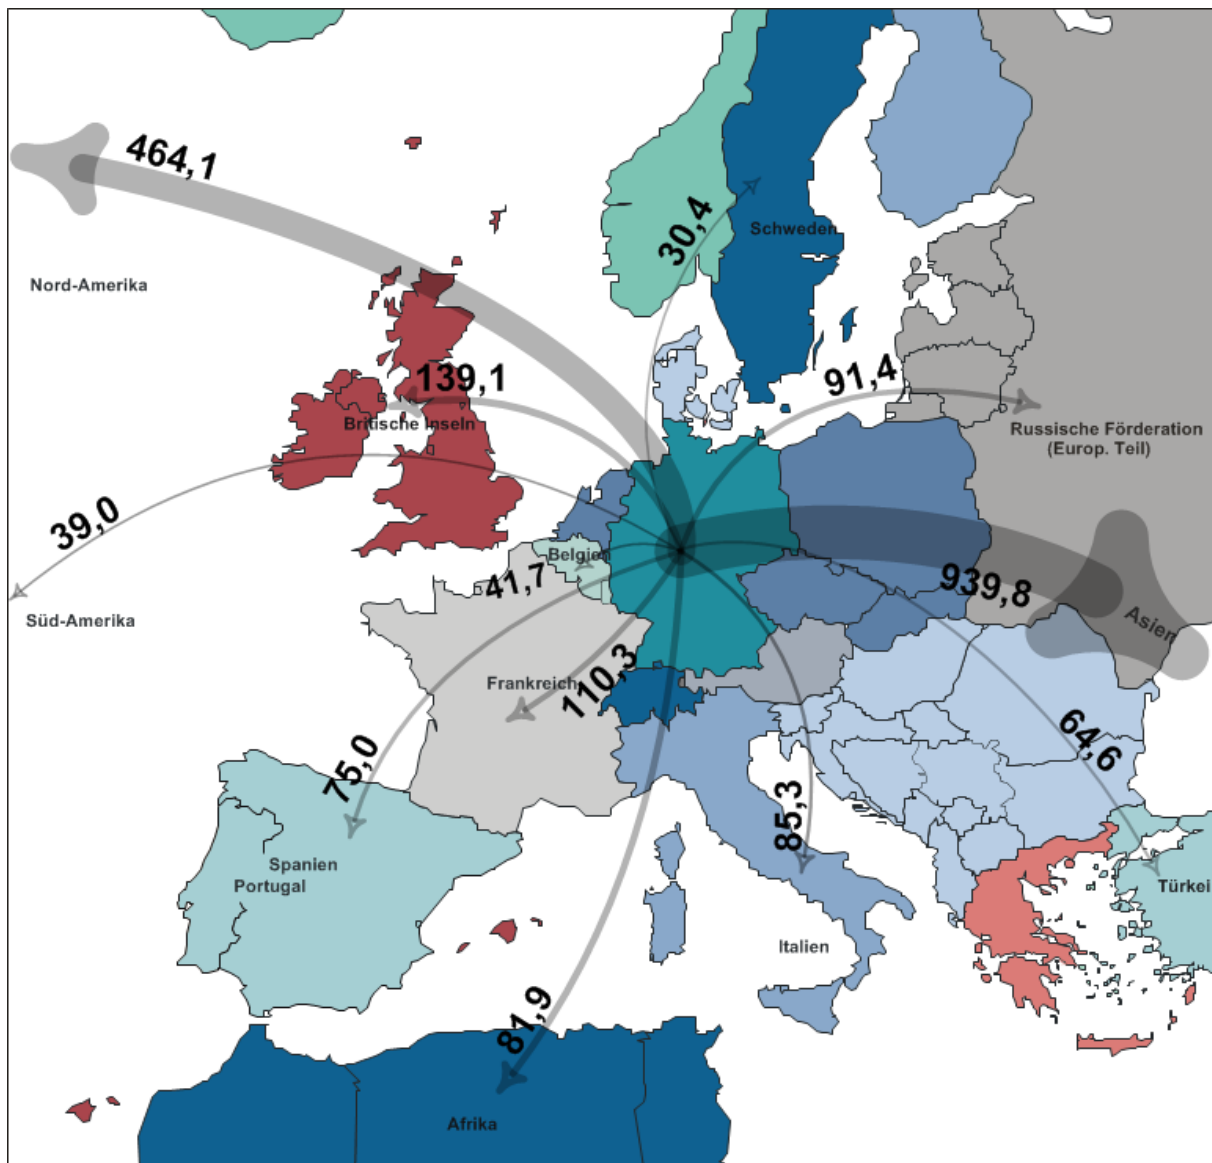 464,1
30,4
Schweden
Nord-Amerika
139,1
91,4
Britische Inseln
Russische Förderation
(Europ. Teil)
39,0
Belgien
41,7
939,8
Süd-Amerika
Asien
Frankreich
110,3
64,6
75,0
85,3
Spanien
Portugal
Türkei
Italien
81,9
Afrika